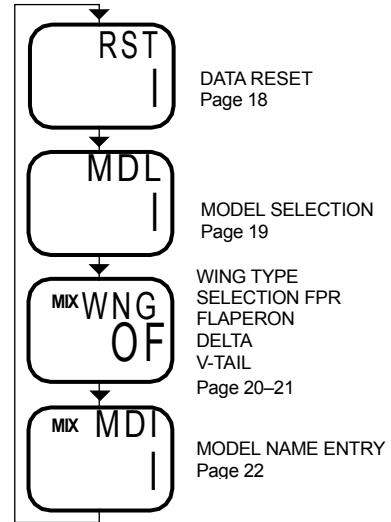 RST
I
DATA RESET
Page 18
MDL
I
MODEL SELECTION
Page 19
MIX WNG
OF
WING TYPE
SELECTION FPR
FLAPERON
DELTA
V-TAIL
Page 20–21
MIX MDI
I
MODEL NAME ENTRY
Page 22